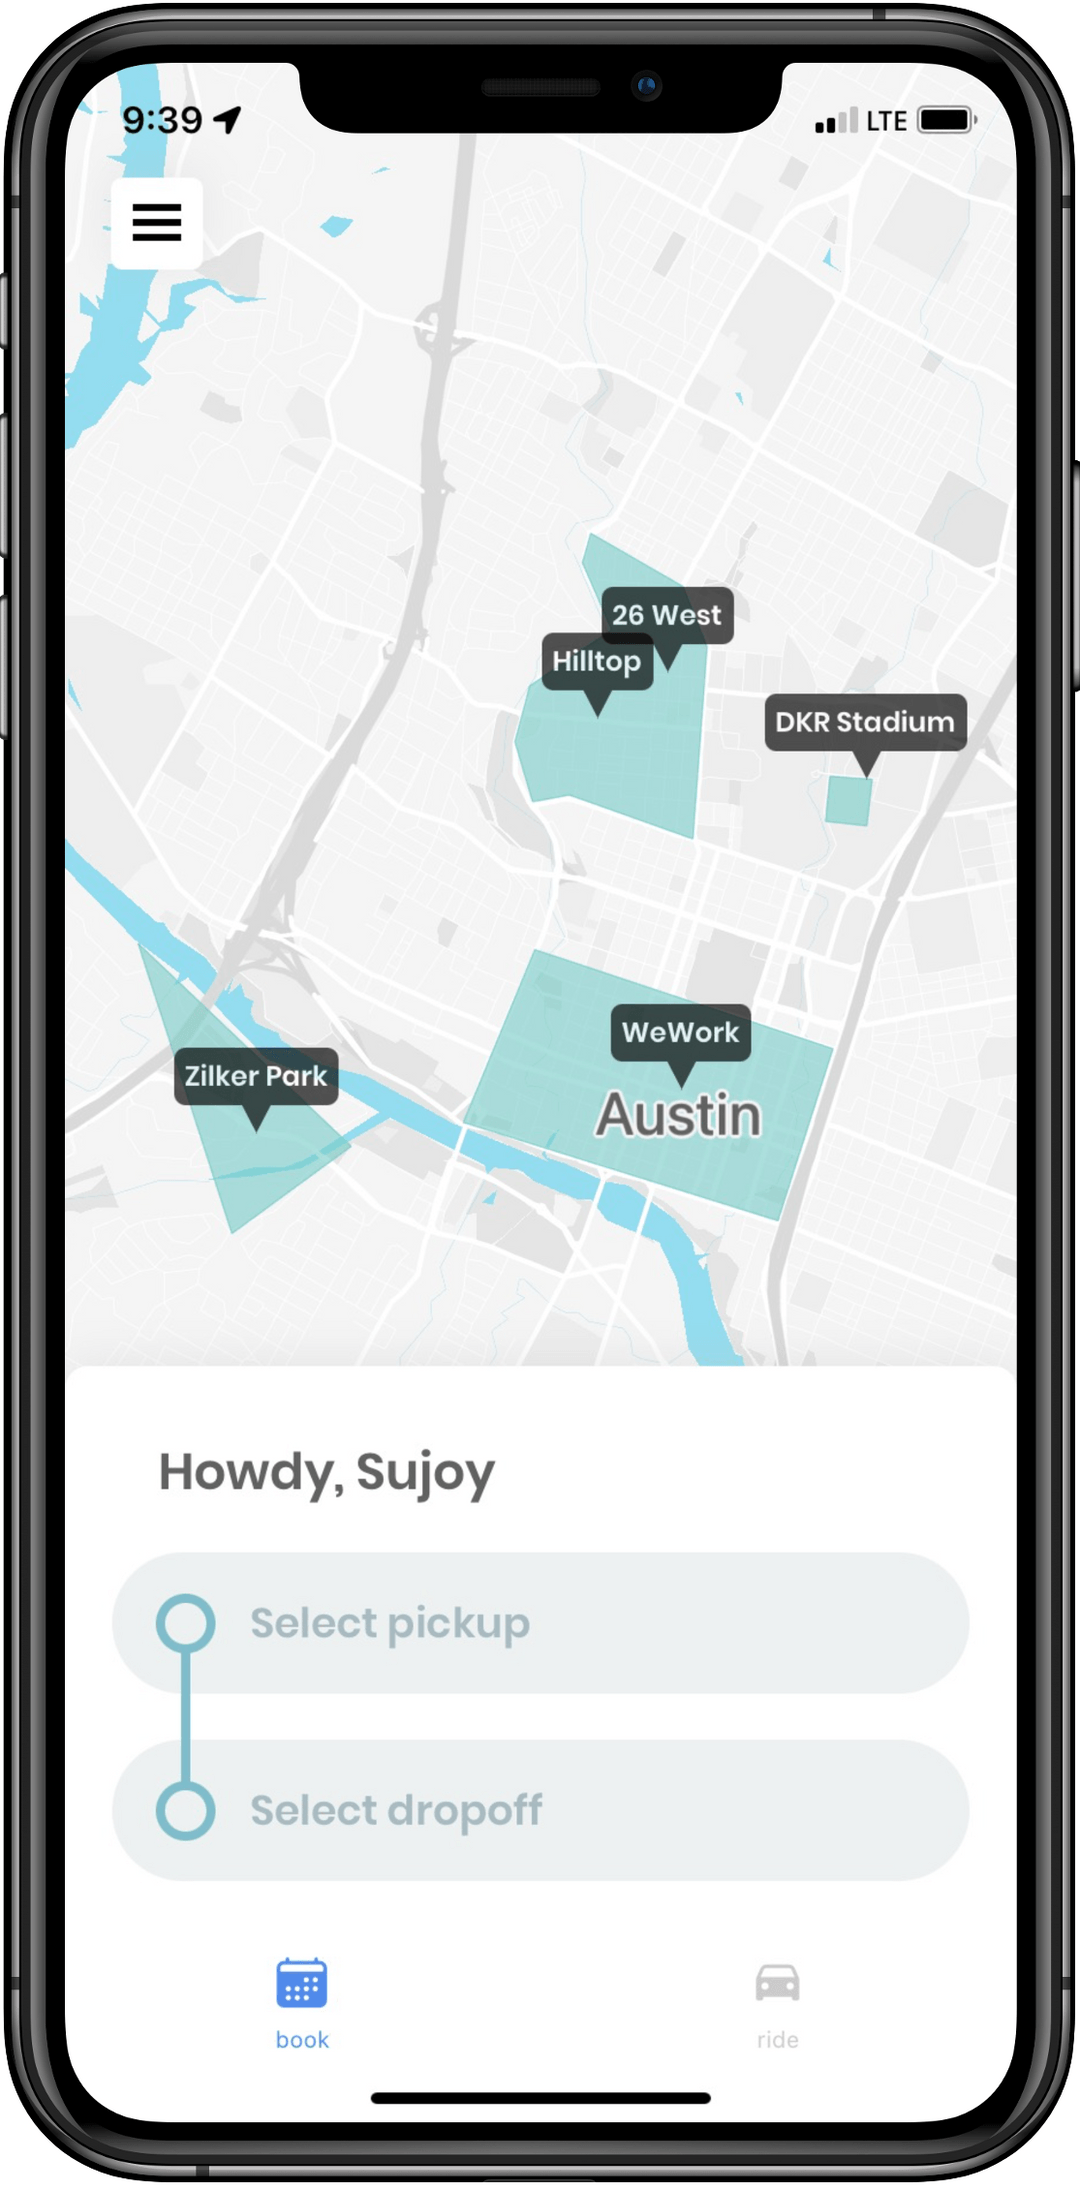 9:39
LTE
26 West
Hilltop
DKR Stadium
WeWork
Austin
Zilker Park
Howdy, Sujoy
Select pickup
Select dropoff
book
ride